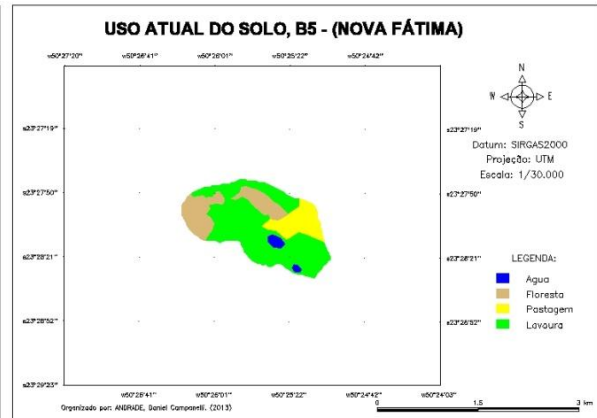 USO ATUAL DO SOLO, B5 - (NOVA FÁTIMA)
w50°27'20" w50°26'41" w50°26'01" w50°25'22" w50°24'42"
N
W E
S
s23°27'19" s23°27'19"
Datum: SIRGAS2000
Projeção: UTM
Escala: 1/30.000
s23°27'50" s23°27'50"
s23°28'21" s23°28'21"
LEGENDA:
Agua
Floresta
Pastagem
Lavoura
s23°28'52"
s23°29'23"
w50°26'41" w50°26'01" w50°25'22" w50°24'42" w50°24'03"
Organizado por: ANDRADE, Daniel Campanelli. (2013)
0 1.5 3 km